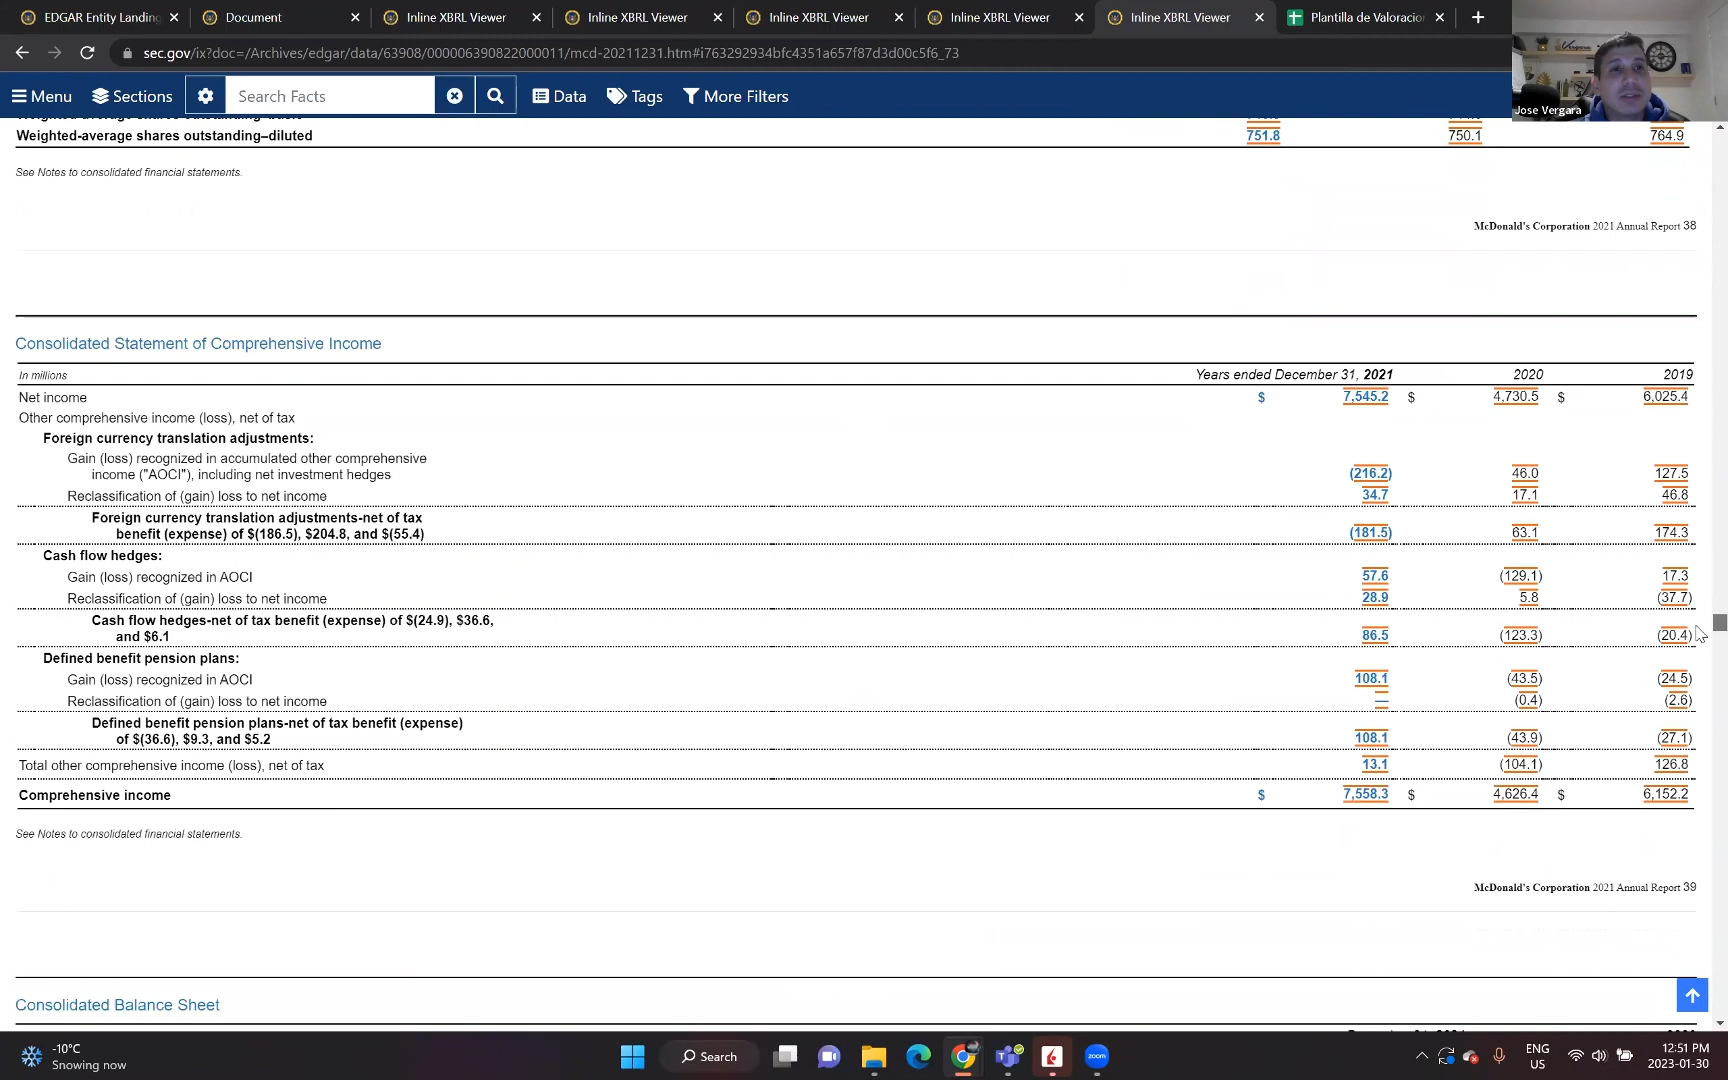 EDGAR Entity Landing
Document
Inline XBRL Viewer
Inline XBRL Viewer
Inline XBRL Viewer
Inline XBRL Viewer
Inline XBRL Viewer
Plantilla de Valoracio
sec.gov/ix?doc=/Archives/edgar/data/63908/000006390822000011/mcd-20211231.htm#i763292934bfc4351a657f87d3d00c5f6_73
Menu Sections Search Facts Data Tags More Filters
Jose Vergara
Weighted-average shares outstanding–diluted 751.8 750.1 764.9
See Notes to consolidated financial statements.
McDonald's Corporation 2021 Annual Report 38
Consolidated Statement of Comprehensive Income
In millions Years ended December 31, 2021 2020 2019
Net income $ 7,545.2 $ 4,730.5 $ 6,025.4
Other comprehensive income (loss), net of tax
Foreign currency translation adjustments:
Gain (loss) recognized in accumulated other comprehensive
income ("AOCI"), including net investment hedges (216.2) 46.0 127.5
Reclassification of (gain) loss to net income 34.7 17.1 46.8
Foreign currency translation adjustments-net of tax
benefit (expense) of $(186.5), $204.8, and $(55.4) (181.5) 63.1 174.3
Cash flow hedges:
Gain (loss) recognized in AOCI 57.6 (129.1) 17.3
Reclassification of (gain) loss to net income 28.9 5.8 (37.7)
Cash flow hedges-net of tax benefit (expense) of $(24.9), $36.6,
and $6.1 86.5 (123.3) (20.4)
Defined benefit pension plans:
Gain (loss) recognized in AOCI 108.1 (43.5) (24.5)
Reclassification of (gain) loss to net income — (0.4) (2.6)
Defined benefit pension plans-net of tax benefit (expense)
of $(36.6), $9.3, and $5.2 108.1 (43.9) (27.1)
Total other comprehensive income (loss), net of tax 13.1 (104.1) 126.8
Comprehensive income $ 7,558.3 $ 4,626.4 $ 6,152.2
See Notes to consolidated financial statements.
McDonald's Corporation 2021 Annual Report 39
Consolidated Balance Sheet
-10°C
Snowing now
Search
zoom
ENG
US
12:51 PM
2023-01-30